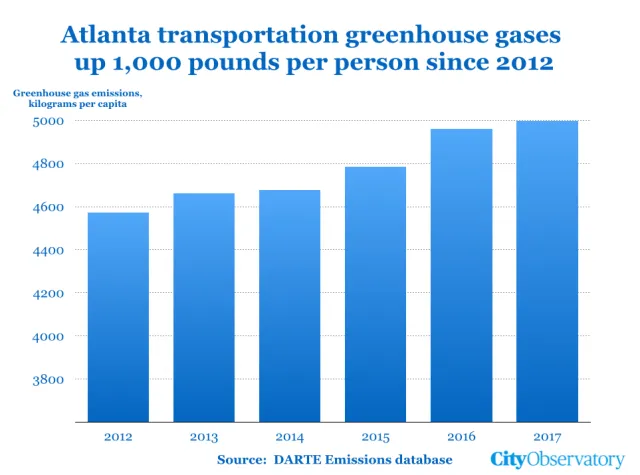 Atlanta transportation greenhouse gases
up 1,000 pounds per person since 2012
Greenhouse gas emissions,
kilograms per capita
5000
4800
4600
4400
4200
4000
3800
2012 2013 2014 2015 2016 2017
Source: DARTE Emissions database
CityObservatory